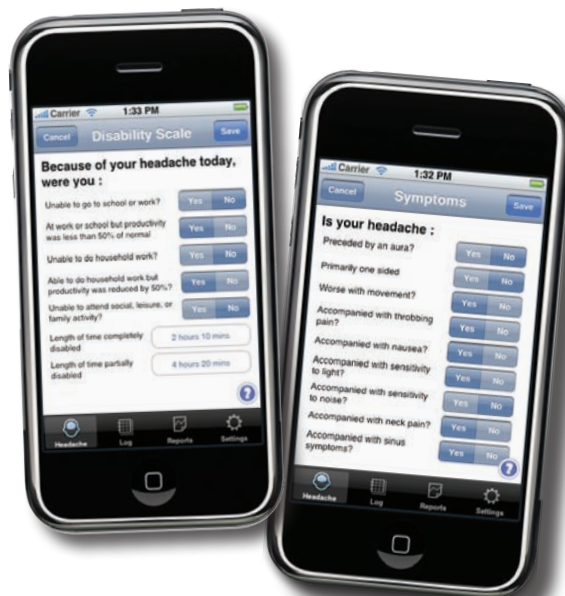 Carrier 1:33 PM
Cancel Disability Scale Save
Because of your headache today,
were you :
Unable to go to school or work? Yes No
At work or school but productivity
was less than 50% of normal Yes No
Unable to do household work? Yes No
Able to do household work but
productivity was reduced by 50%? Yes No
Unable to attend social, leisure, or
family activity? Yes No
Length of time completely
disabled 2 hours 10 mins
Length of time partially
disabled 4 hours 20 mins
?
Headache Log Reports Settings
Carrier 1:32 PM
Cancel Symptoms Save
Is your headache :
Preceded by an aura? Yes No
Primarily one sided Yes No
Worse with movement? Yes No
Accompanied with throbbing
pain? Yes No
Accompanied with nausea? Yes No
Accompanied with sensitivity
to light? Yes No
Accompanied with sensitivity
to noise? Yes No
Accompanied with neck pain? Yes No
Accompanied with sinus
symptoms? Yes No
?
Headache Log Reports Settings